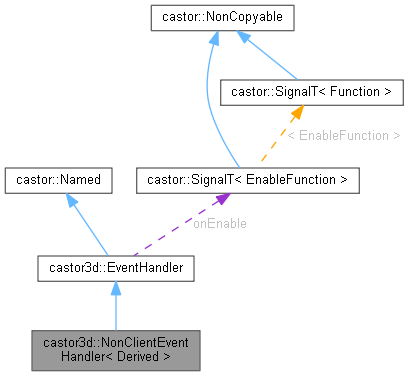 castor::NonCopyable
castor::SignalT< Function >
< EnableFunction >
castor::Named
castor::SignalT< EnableFunction >
onEnable
castor3d::EventHandler
castor3d::NonClientEvent
Handler< Derived >